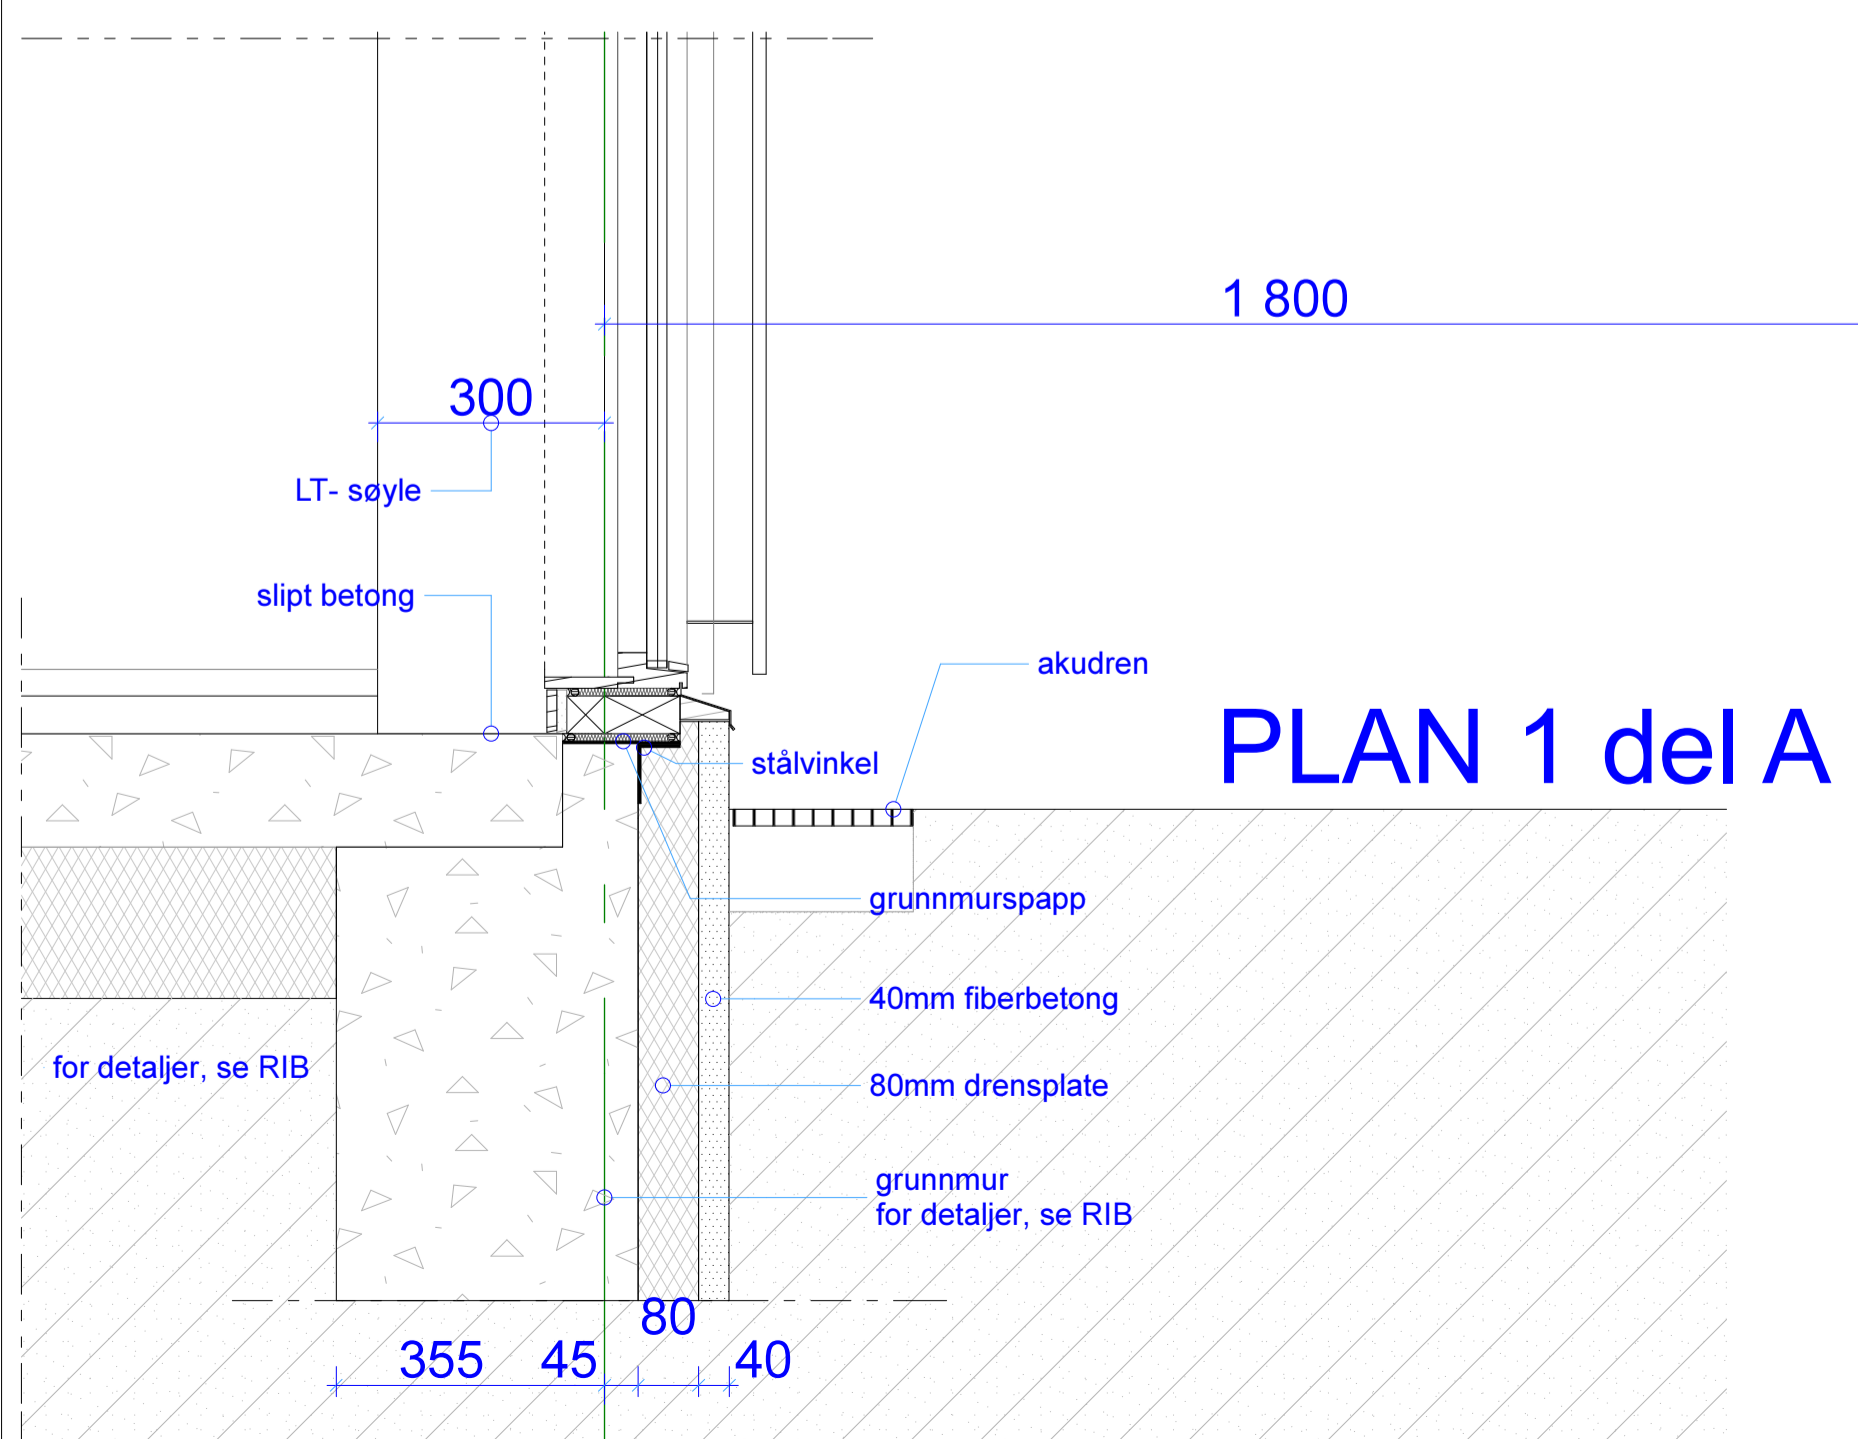 1 800
300
LT- søyle
slipt betong
akudren
PLAN 1 del A
stålvinkel
grunnmurspapp
40mm fiberbetong
for detaljer, se RIB
80mm drensplate
grunnmur
for detaljer, se RIB
80
355 45 40